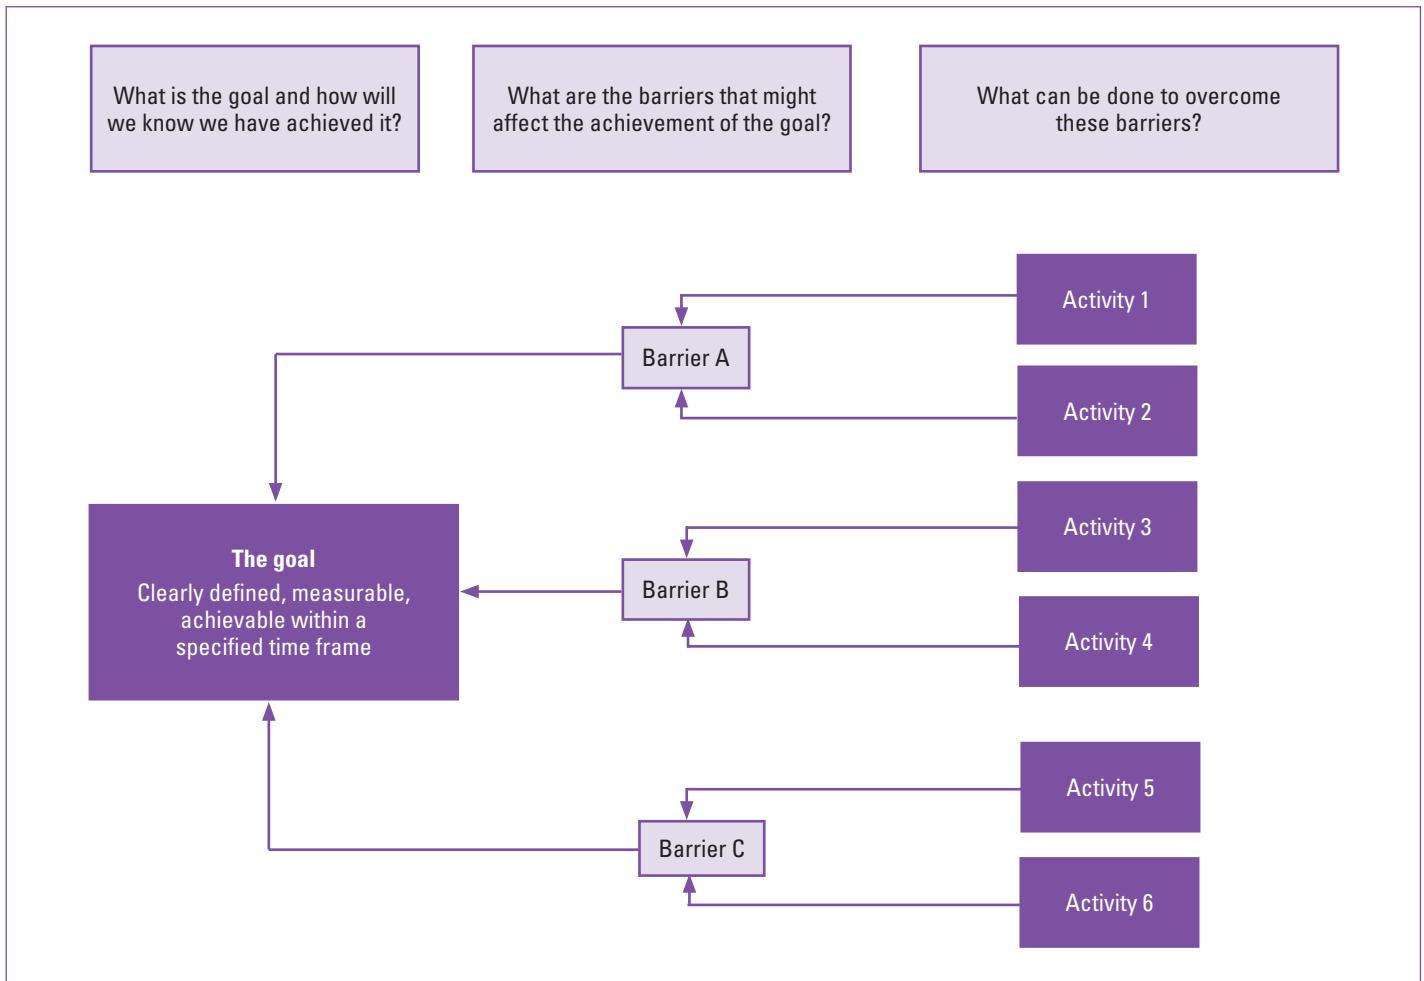 What is the goal and how will
we know we have achieved it?
What are the barriers that might
affect the achievement of the goal?
What can be done to overcome
these barriers?
Activity 1
Barrier A
Activity 2
The goal
Clearly defined, measurable,
achievable within a
specified time frame
Activity 3
Barrier B
Activity 4
Activity 5
Barrier C
Activity 6